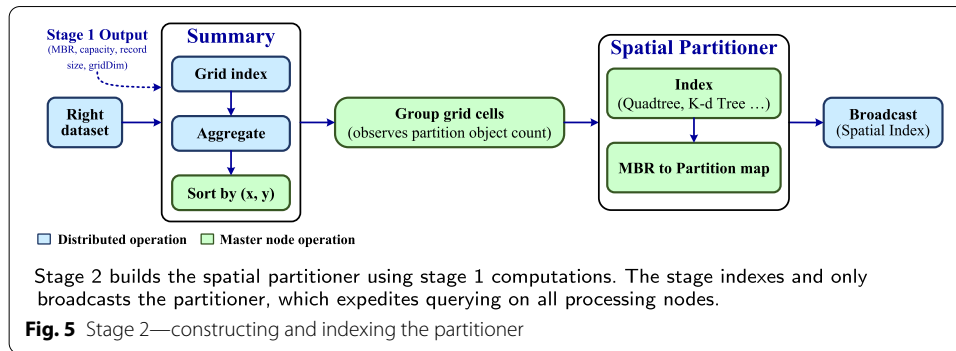 Stage 1 Output
(MBR, capacity, record
size, gridDim)
Right
dataset
Summary
Grid index
Aggregate
Sort by (x, y)
Group grid cells
(observes partition object count)
Spatial Partitioner
Index
(Quadtree, K-d Tree ...)
MBR to Partition map
Broadcast
(Spatial Index)
Distributed operation
Master node operation
Stage 2 builds the spatial partitioner using stage 1 computations. The stage indexes and only
broadcasts the partitioner, which expedites querying on all processing nodes.
Fig. 5 Stage 2—constructing and indexing the partitioner